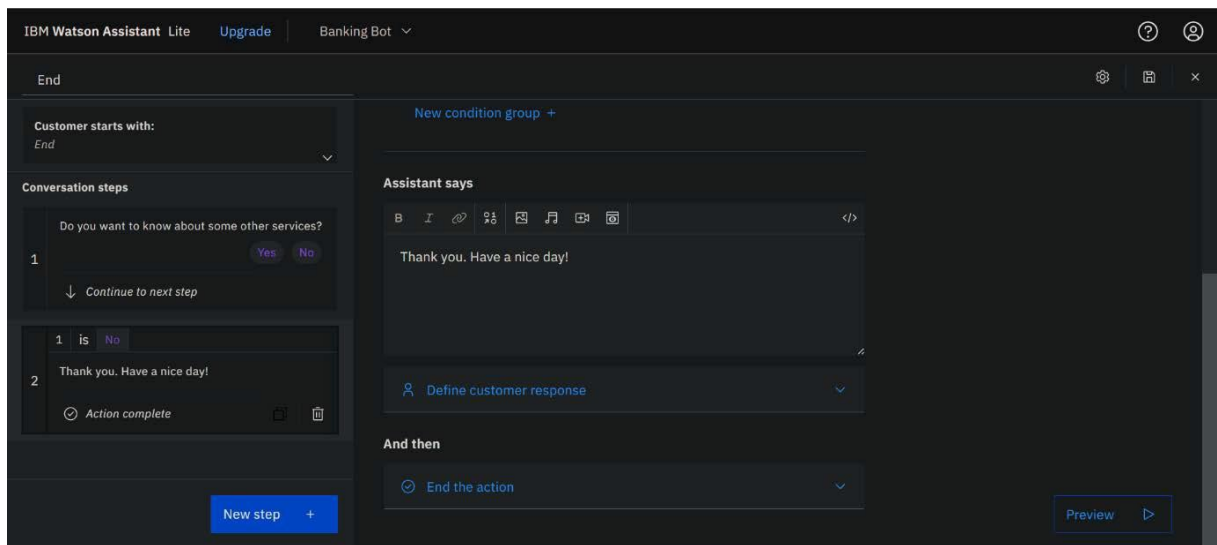 IBM Watson Assistant Lite Upgrade Banking Bot
End
Customer starts with:
End
Conversation steps
1
Do you want to know about some other services?
Yes No
Continue to next step
2
1 is No
Thank you. Have a nice day!
Action complete
New step +
New condition group +
Assistant says
B I </>
Thank you. Have a nice day!
Define customer response
And then
End the action
Preview